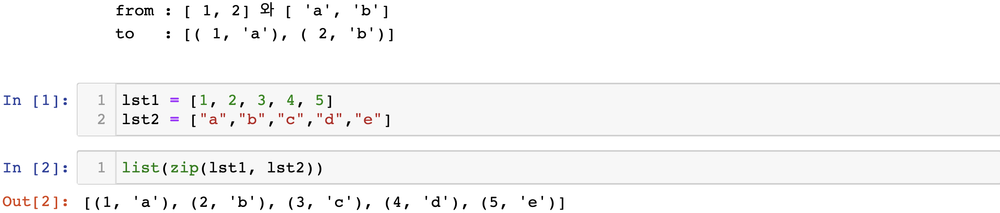 from : [ 1, 2] 와 [ 'a', 'b']
to   : [( 1, 'a'), ( 2, 'b')]
In [1]:
1 lst1 = [1, 2, 3, 4, 5]
2 lst2 = ["a","b","c","d","e"]
In [2]:
1 list(zip(lst1, lst2))
Out[2]: [(1, 'a'), (2, 'b'), (3, 'c'), (4, 'd'), (5, 'e')]